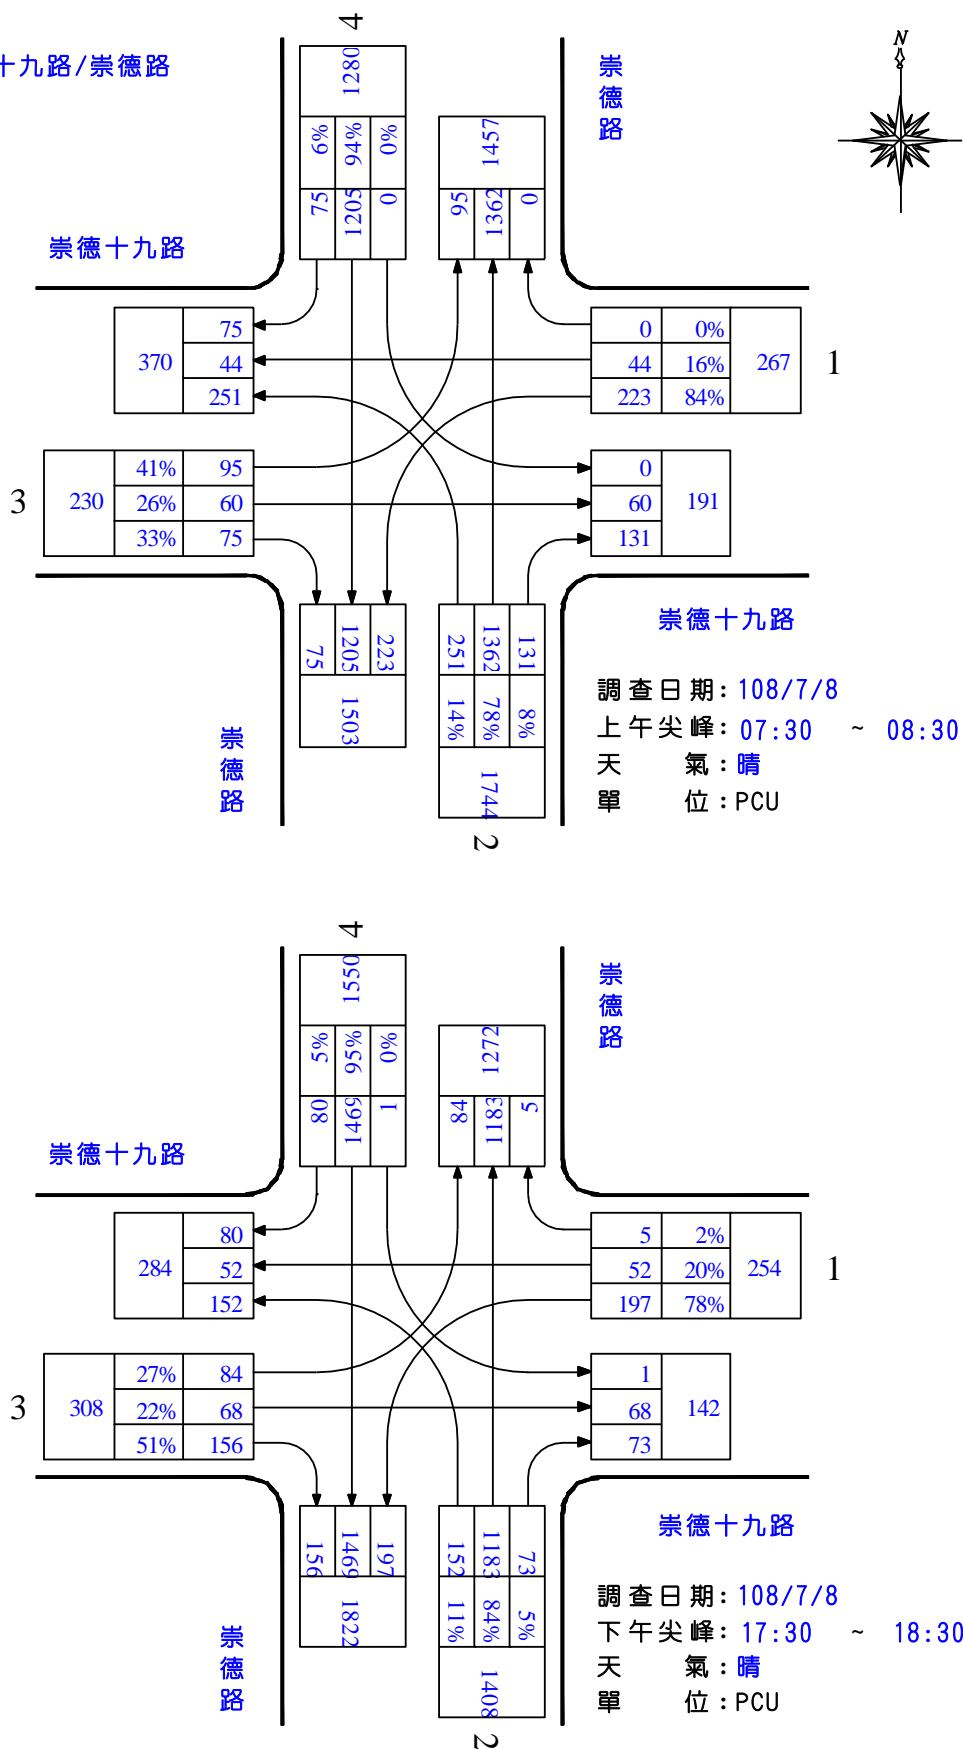 4
十九路/崇德路
N
1280
6% 94% 0%
75 1205 0
1457
95 1362 0
崇德路
崇德十九路
370
75
44
251
0 0%
44 16%
223 84%
267
1
3
230
41% 95
26% 60
33% 75
0
60
131
191
75 1205 223
1503
251 1362 131
14% 78% 8%
1744
2
崇德十九路
崇德路
調查日期:108/7/8
上午尖峰:07:30 ~ 08:30
天 氣:晴
單 位:PCU
4
1550
5% 95% 0%
80 1469 1
1272
84 1183 5
崇德路
崇德十九路
284
80
52
152
5 2%
52 20%
197 78%
254
1
3
308
27% 84
22% 68
51% 156
1
68
73
142
156 1469 197
1822
152 1183 73
11% 84% 5%
1408
2
崇德十九路
崇德路
調查日期:108/7/8
下午尖峰:17:30 ~ 18:30
天 氣:晴
單 位:PCU